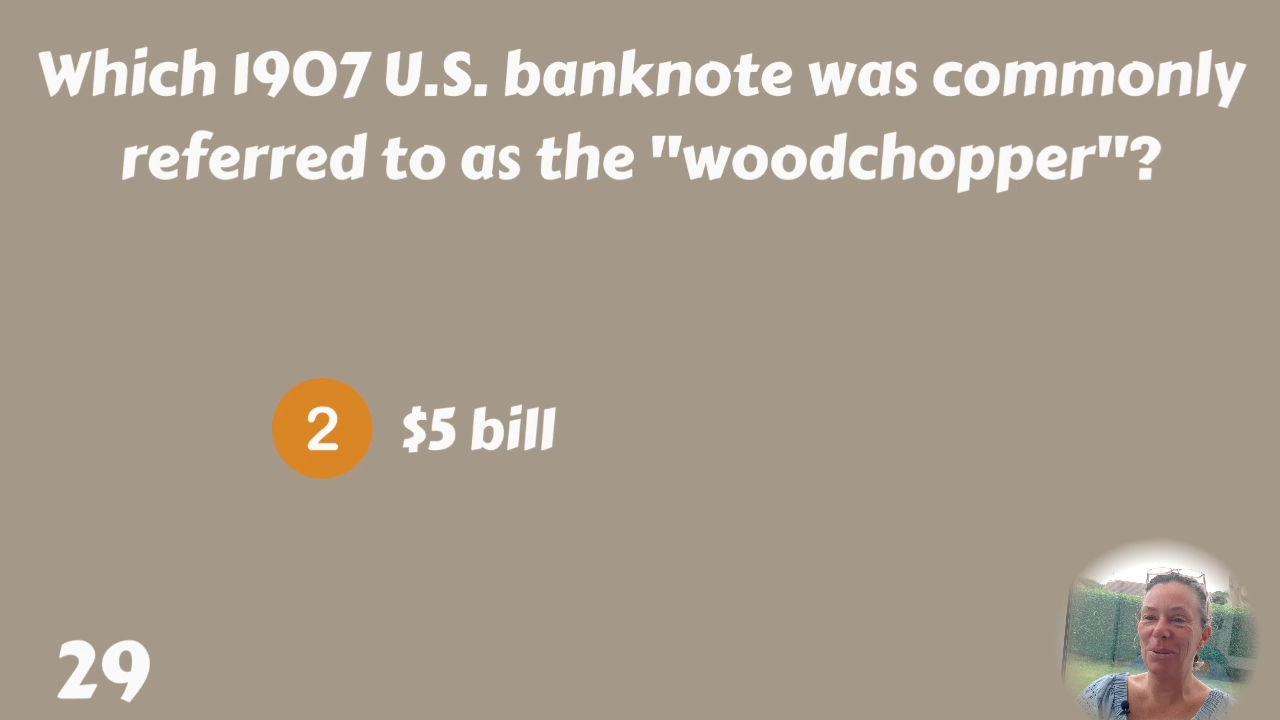 Which 1907 U.S. banknote was commonly
referred to as the "woodchopper"?
2 $5 bill
29